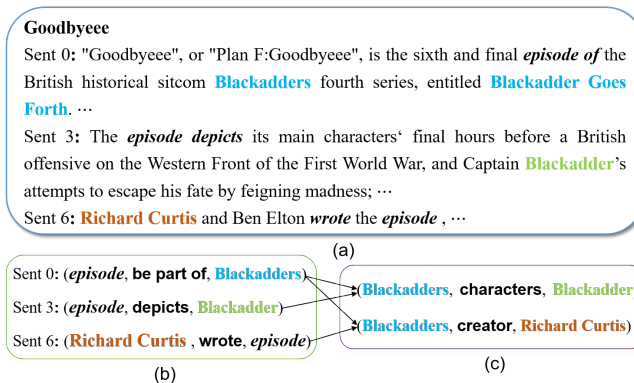 Goodbyeee
Sent 0: "Goodbyeee", or "Plan F:Goodbyeee", is the sixth and final episode of the
British historical sitcom Blackadders fourth series, entitled Blackadder Goes
Forth. ⋯
Sent 3: The episode depicts its main characters‘ final hours before a British
offensive on the Western Front of the First World War, and Captain Blackadder’s
attempts to escape his fate by feigning madness; ⋯
Sent 6: Richard Curtis and Ben Elton wrote the episode , ⋯
(a)
Sent 0: (episode, be part of, Blackadders)
Sent 3: (episode, depicts, Blackadder)
Sent 6: (Richard Curtis , wrote, episode)
(b)
(Blackadders, characters, Blackadder
(Blackadders, creator, Richard Curtis)
(c)